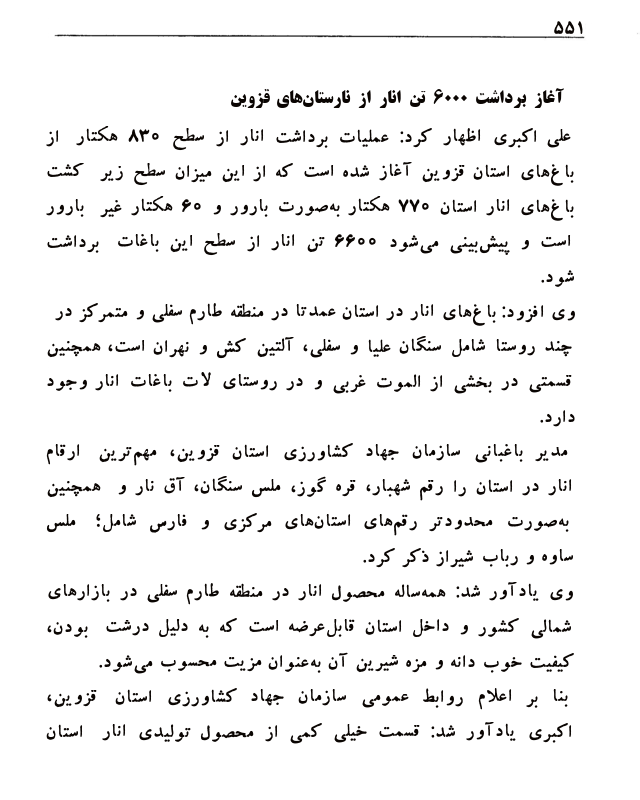 ۵۵۱
آغاز برداشت ۶۰۰۰ تن انار از نارستان‌های قزوین
علی اکبری اظهار کرد: عملیات برداشت انار از سطح ۸۳۰ هکتار از
باغ‌های استان قزوین آغاز شده است که از این میزان سطح زیر کشت
باغ‌های انار استان ۷۷۰ هکتار به‌صورت بارور و ۶۰ هکتار غیر بارور
است و پیش‌بینی می‌شود ۶۶۰۰ تن انار از سطح این باغات برداشت
شود.
وی افزود: باغ‌های انار در استان عمدتا در منطقه طارم سفلی و متمرکز در
چند روستا شامل سنگان علیا و سفلی، آلتین کش و نهران است، همچنین
قسمتی در بخشی از الموت غربی و در روستای لات باغات انار وجود
دارد.
مدیر باغبانی سازمان جهاد کشاورزی استان قزوین، مهم‌ترین ارقام
انار در استان را رقم شهبار، قره گوز، ملس سنگان، آق نار و همچنین
به‌صورت محدودتر رقم‌های استان‌های مرکزی و فارس شامل؛ ملس
ساوه و رباب شیراز ذکر کرد.
وی یادآور شد: همه‌ساله محصول انار در منطقه طارم سفلی در بازارهای
شمالی کشور و داخل استان قابل‌عرضه است که به دلیل درشت بودن،
کیفیت خوب دانه و مزه شیرین آن به‌عنوان مزیت محسوب می‌شود.
بنا بر اعلام روابط عمومی سازمان جهاد کشاورزی استان قزوین،
اکبری یادآور شد: قسمت خیلی کمی از محصول تولیدی انار استان